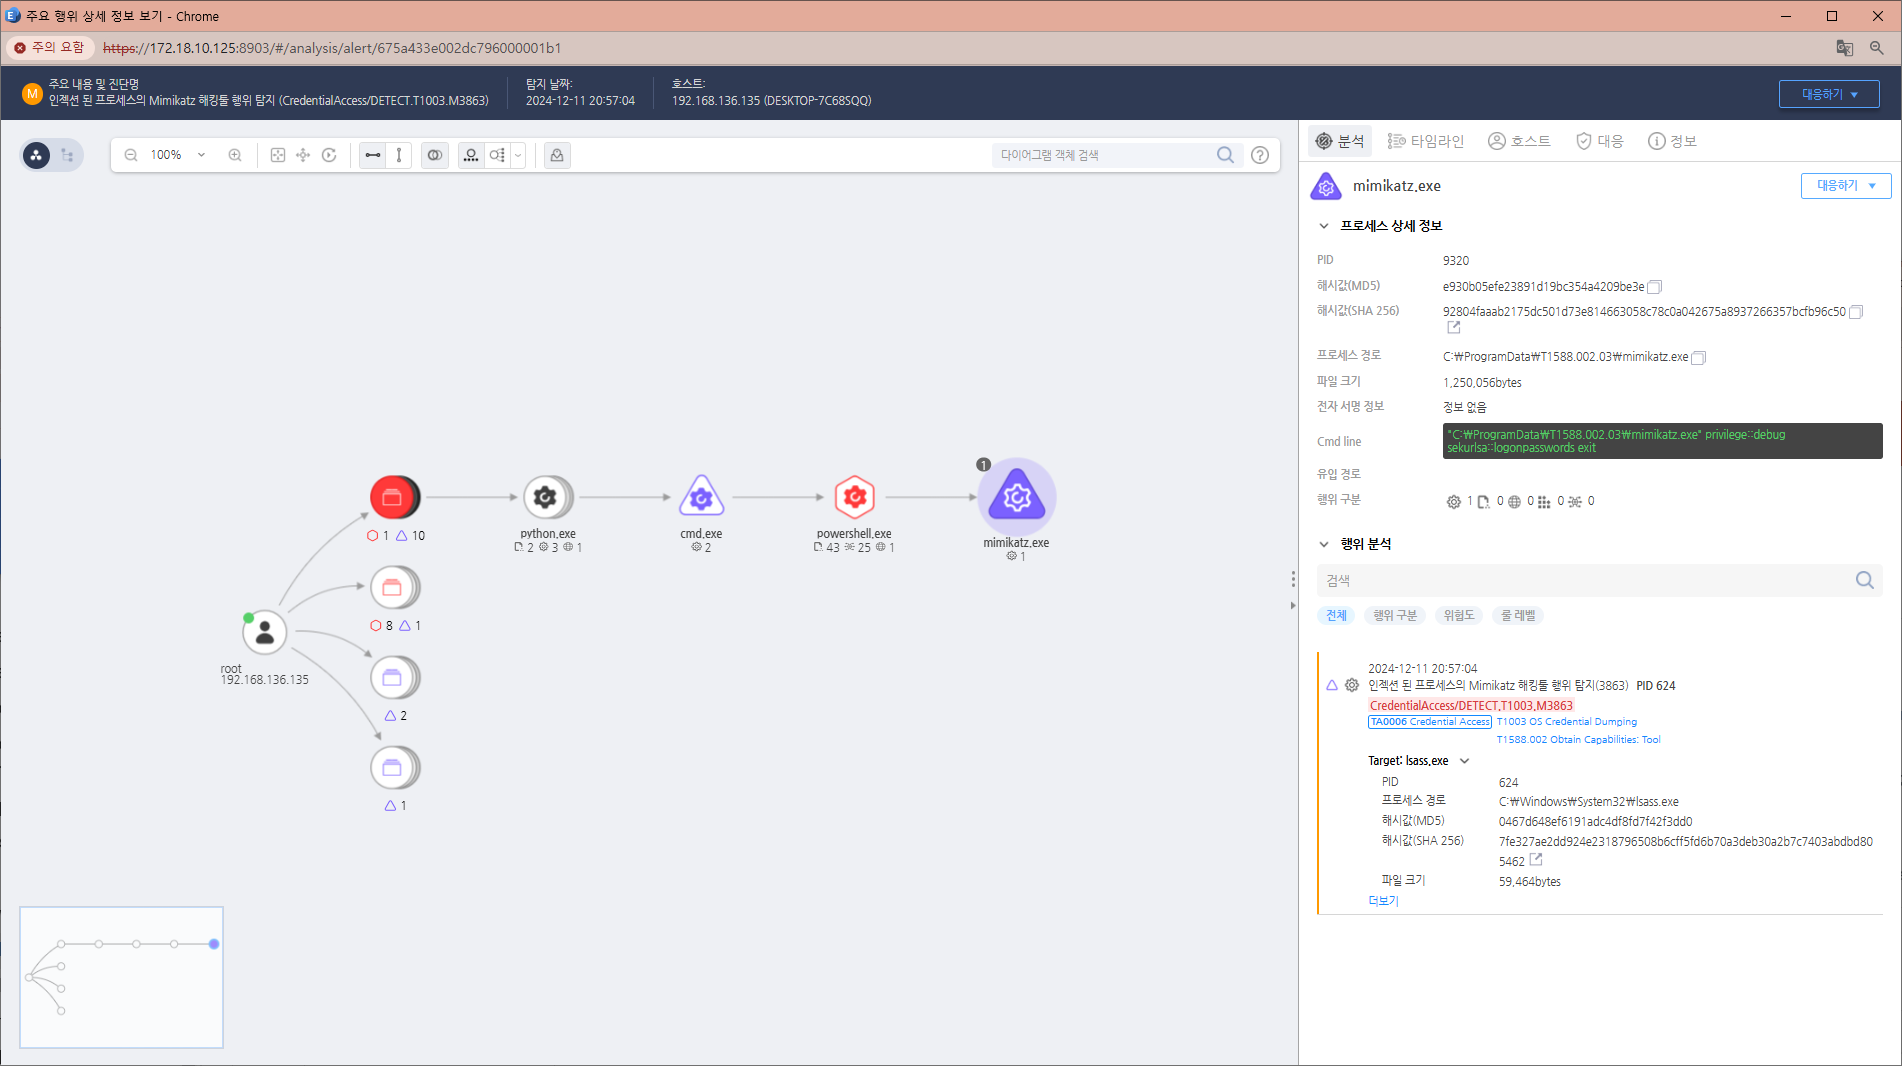 주요 행위 상세 정보 보기 - Chrome
주의 요함 https://172.18.10.125:8903/#/analysis/alert/675a433e002dc796000001b1
M
주요 내용 및 진단명
인젝션 된 프로세스의 Mimikatz 해킹툴 행위 탐지 (CredentialAccess/DETECT.T1003.M3863)
탐지 날짜:
2024-12-11 20:57:04
호스트:
192.168.136.135 (DESKTOP-7C68SQQ)
대응하기
100%
다이어그램 객체 검색
1 10
python.exe
2 3 1
cmd.exe
2
powershell.exe
43 25 1
1
mimikatz.exe
1
8 1
root
192.168.136.135
2
1
분석 타임라인 호스트 대응 정보
mimikatz.exe
대응하기
프로세스 상세 정보
PID 9320
해시값(MD5) e930b05efe23891d19bc354a4209be3e
해시값(SHA 256) 92804faaab2175dc501d73e814663058c78c0a042675a8937266357bcfb96c50
프로세스 경로 C:₩ProgramData₩T1588.002.03₩mimikatz.exe
파일 크기 1,250,056bytes
전자 서명 정보 정보 없음
Cmd line "C:₩ProgramData₩T1588.002.03₩mimikatz.exe" privilege::debug
sekurlsa::logonpasswords exit
유입 경로
행위 구분 1 0 0 0 0
행위 분석
검색
전체 행위 구분 위험도 룰 레벨
2024-12-11 20:57:04
인젝션 된 프로세스의 Mimikatz 해킹툴 행위 탐지(3863) PID 624
CredentialAccess/DETECT.T1003.M3863
TA0006 Credential Access T1003 OS Credential Dumping
T1588.002 Obtain Capabilities: Tool
Target: lsass.exe
PID 624
프로세스 경로 C:₩Windows₩System32₩lsass.exe
해시값(MD5) 0467d648ef6191adc4df8fd7f42f3dd0
해시값(SHA 256) 7fe327ae2dd924e2318796508b6cff5fd6b70a3deb30a2b7c7403abdbd80
5462
파일 크기 59,464bytes
더보기